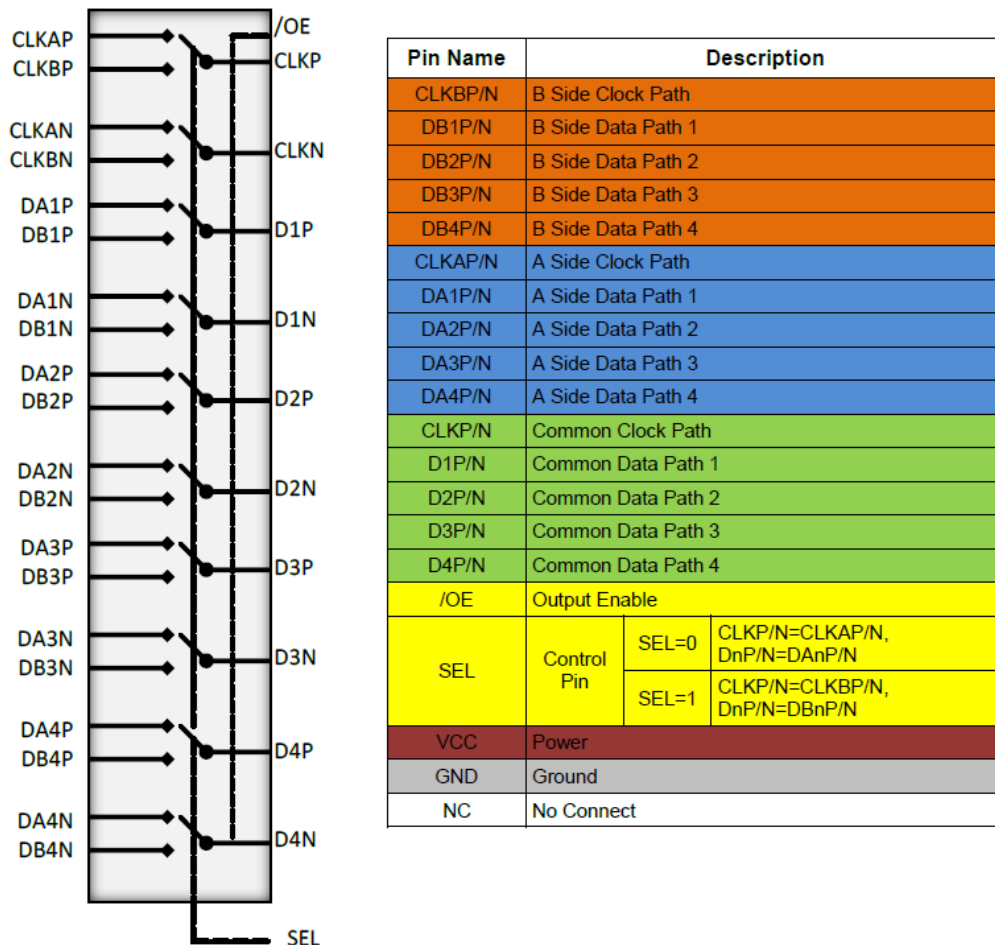 /OE
CLKAP
CLKP
CLKBP
CLKAN
CLKN
CLKBN
DA1P
D1P
DB1P
DA1N
D1N
DB1N
DA2P
D2P
DB2P
DA2N
D2N
DB2N
DA3P
D3P
DB3P
DA3N
D3N
DB3N
DA4P
D4P
DB4P
DA4N
D4N
DB4N
SEL
Pin Name Description
CLKBP/N B Side Clock Path
DB1P/N B Side Data Path 1
DB2P/N B Side Data Path 2
DB3P/N B Side Data Path 3
DB4P/N B Side Data Path 4
CLKAP/N A Side Clock Path
DA1P/N A Side Data Path 1
DA2P/N A Side Data Path 2
DA3P/N A Side Data Path 3
DA4P/N A Side Data Path 4
CLKP/N Common Clock Path
D1P/N Common Data Path 1
D2P/N Common Data Path 2
D3P/N Common Data Path 3
D4P/N Common Data Path 4
/OE Output Enable
SEL
Control
Pin
SEL=0
CLKP/N=CLKAP/N,
DnP/N=DAnP/N
SEL=1
CLKP/N=CLKBP/N,
DnP/N=DBnP/N
VCC Power
GND Ground
NC No Connect